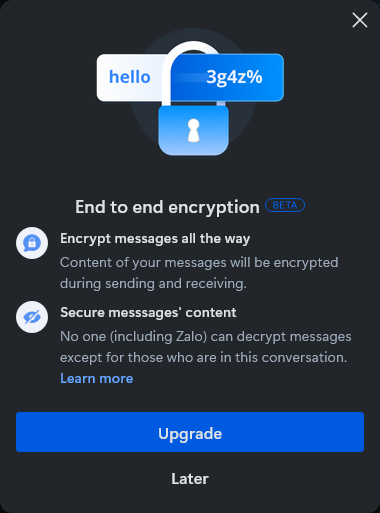 hello 3g4z%
End to end encryption BETA
Encrypt messages all the way
Content of your messages will be encrypted
during sending and receiving.
Secure messsages' content
No one (including Zalo) can decrypt messages
except for those who are in this conversation.
Learn more
Upgrade
Later